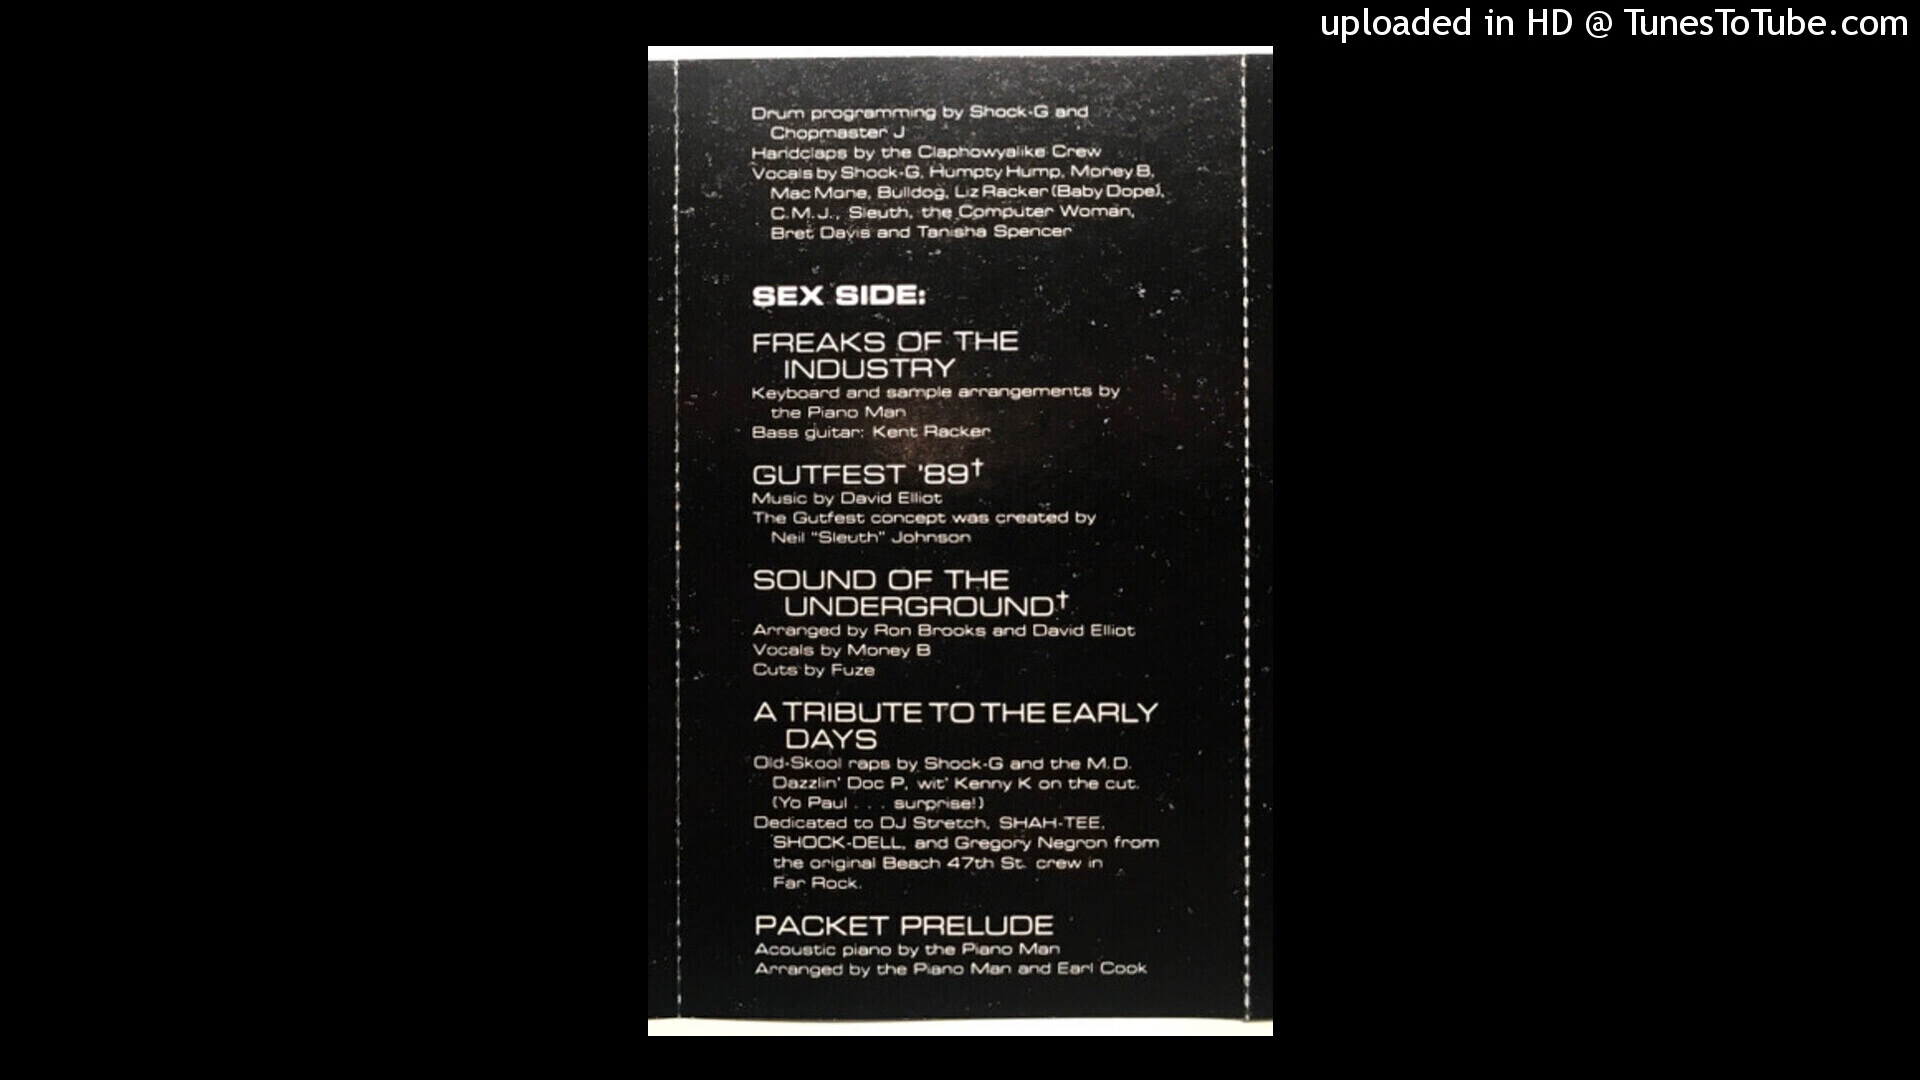 uploaded in HD @ TunesToTube.com
Drum programming by Shock-G and
Chopmaster J
Handclaps by the Claphowyalike Crew
Vocals by Shock-G, Humpty Hump, Money B,
Mac Mone, Bulldog, Liz Racker (Baby Dope),
C.M.J., Sleuth, the Computer Woman,
Bret Davis and Tanisha Spencer
SEX SIDE:
FREAKS OF THE
INDUSTRY
Keyboard and sample arrangements by
the Piano Man
Bass guitar: Kent Racker
GUTFEST '89†
Music by David Elliot
The Gutfest concept was created by
Neil "Sleuth" Johnson
SOUND OF THE
UNDERGROUND†
Arranged by Ron Brooks and David Elliot
Vocals by Money B
Cuts by Fuze
A TRIBUTE TO THE EARLY
DAYS
Old-Skool raps by Shock-G and the M.D.
Dazzlin' Doc P, wit' Kenny K on the cut.
(Yo Paul . . . surprise!)
Dedicated to DJ Stretch, SHAH-TEE,
SHOCK-DELL, and Gregory Negron from
the original Beach 47th St. crew in
Far Rock.
PACKET PRELUDE
Acoustic piano by the Piano Man
Arranged by the Piano Man and Earl Cook